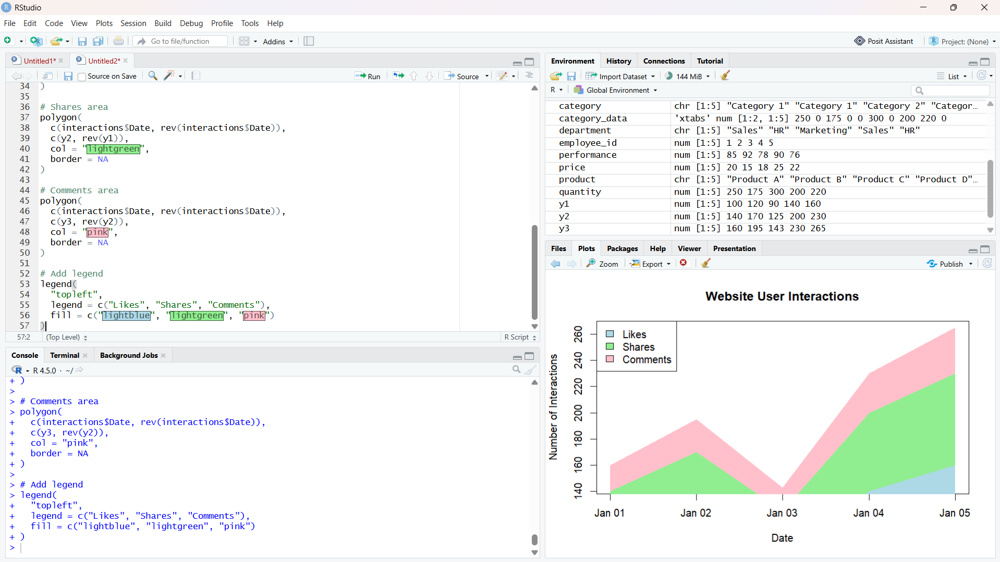 RStudio
File Edit Code View Plots Session Build Debug Profile Tools Help
Go to file/function Addins Posit Assistant Project: (None)
Untitled1* Untitled2*
Source on Save Run Source
34 )
35
36 # Shares area
37 polygon(
38 c(interactions$Date, rev(interactions$Date)),
39 c(y2, rev(y1)),
40 col = "lightgreen",
41 border = NA
42 )
43
44 # Comments area
45 polygon(
46 c(interactions$Date, rev(interactions$Date)),
47 c(y3, rev(y2)),
48 col = "pink",
49 border = NA
50 )
51
52 # Add legend
53 legend(
54 "topleft",
55 legend = c("Likes", "Shares", "Comments"),
56 fill = c("lightblue", "lightgreen", "pink")
57 )
57:2 (Top Level) R Script
Console Terminal Background Jobs
R 4.5.0 · ~/
+ )
>
> # Comments area
> polygon(
+ c(interactions$Date, rev(interactions$Date)),
+ c(y3, rev(y2)),
+ col = "pink",
+ border = NA
+ )
>
> # Add legend
> legend(
+ "topleft",
+ legend = c("Likes", "Shares", "Comments"),
+ fill = c("lightblue", "lightgreen", "pink")
+ )
>
Environment History Connections Tutorial
Import Dataset 144 MiB List
R Global Environment
category chr [1:5] "Category 1" "Category 1" "Category 2" "Categor...
category_data 'xtabs' num [1:2, 1:5] 250 0 175 0 0 300 0 200 220 0
department chr [1:5] "Sales" "HR" "Marketing" "Sales" "HR"
employee_id num [1:5] 1 2 3 4 5
performance num [1:5] 85 92 78 90 76
price num [1:5] 20 15 18 25 22
product chr [1:5] "Product A" "Product B" "Product C" "Product D"...
quantity num [1:5] 250 175 300 200 220
y1 num [1:5] 100 120 90 140 160
y2 num [1:5] 140 170 125 200 230
y3 num [1:5] 160 195 143 230 265
Files Plots Packages Help Viewer Presentation
Zoom Export Publish
Website User Interactions
Likes
Shares
Comments
Number of Interactions
260
240
220
200
180
160
140
Jan 01 Jan 02 Jan 03 Jan 04 Jan 05
Date